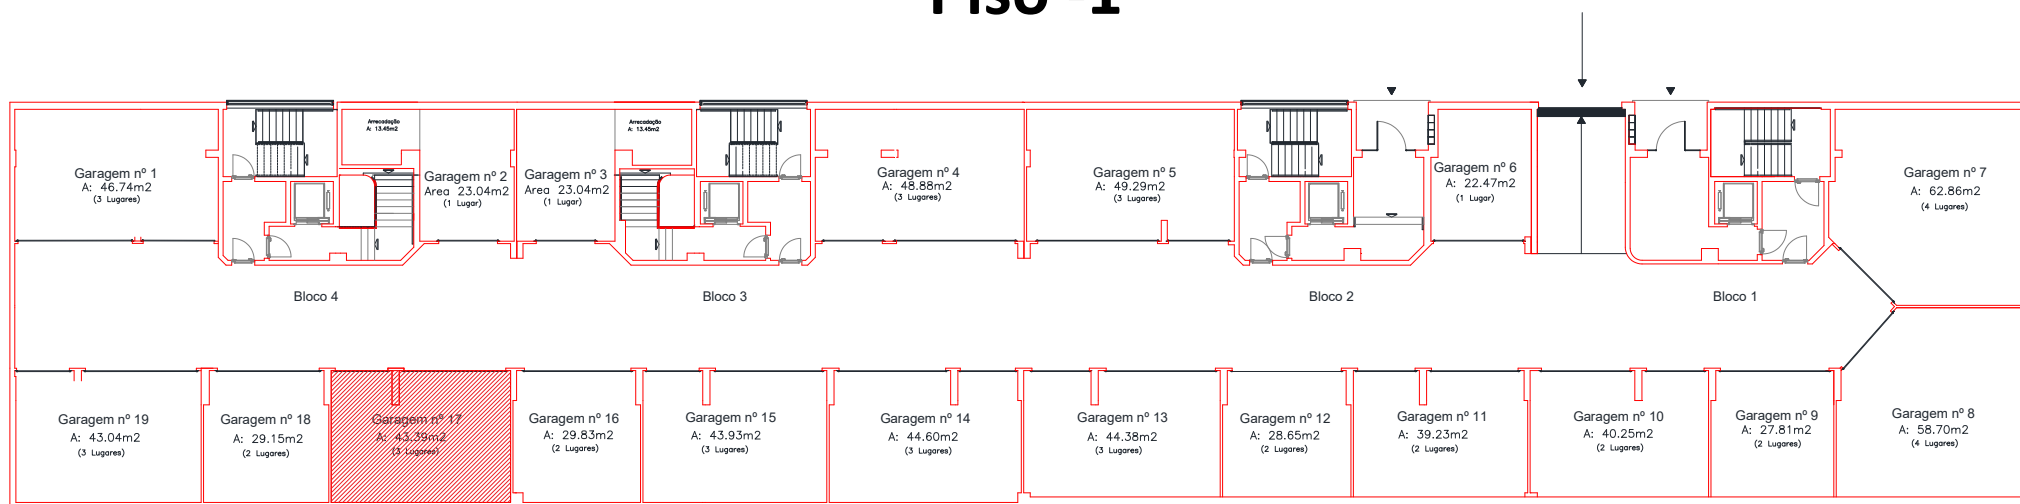 Piso -1
Arrecadação
A: 13.45m2
Arrecadação
A: 13.45m2
Garagem nº 1
A: 46.74m2
(3 Lugares)
Garagem nº 2
Area 23.04m2
(1 Lugar)
Garagem nº 3
Area 23.04m2
(1 Lugar)
Garagem nº 4
A: 48.88m2
(3 Lugares)
Garagem nº 5
A: 49.29m2
(3 Lugares)
Garagem nº 6
A: 22.47m2
(1 Lugar)
Garagem nº 7
A: 62.86m2
(4 Lugares)
Bloco 4
Bloco 3
Bloco 2
Bloco 1
Garagem nº 19
A: 43.04m2
(3 Lugares)
Garagem nº 18
A: 29.15m2
(2 Lugares)
Garagem nº 17
A: 43.39m2
(3 Lugares)
Garagem nº 16
A: 29.83m2
(2 Lugares)
Garagem nº 15
A: 43.93m2
(3 Lugares)
Garagem nº 14
A: 44.60m2
(3 Lugares)
Garagem nº 13
A: 44.38m2
(3 Lugares)
Garagem nº 12
A: 28.65m2
(2 Lugares)
Garagem nº 11
A: 39.23m2
(2 Lugares)
Garagem nº 10
A: 40.25m2
(2 Lugares)
Garagem nº 9
A: 27.81m2
(2 Lugares)
Garagem nº 8
A: 58.70m2
(4 Lugares)